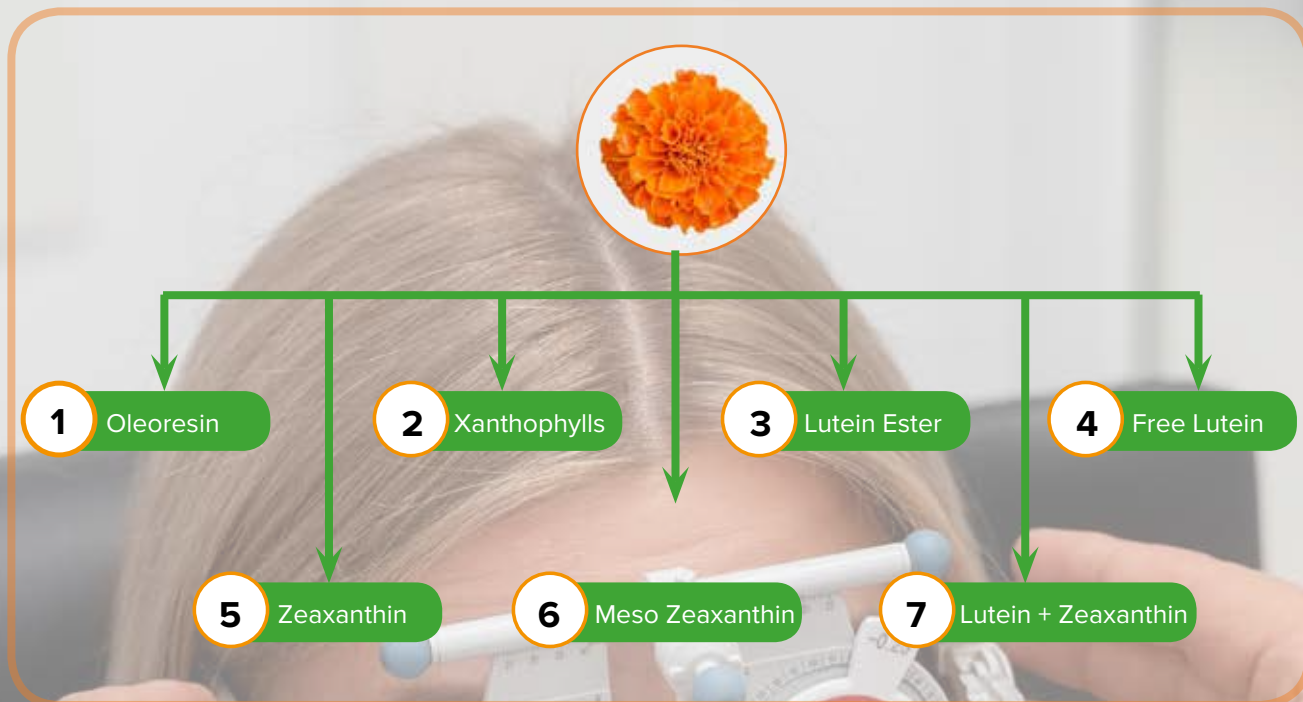 1 Oleoresin
2 Xanthophylls
3 Lutein Ester
4 Free Lutein
5 Zeaxanthin
6 Meso Zeaxanthin
7 Lutein + Zeaxanthin